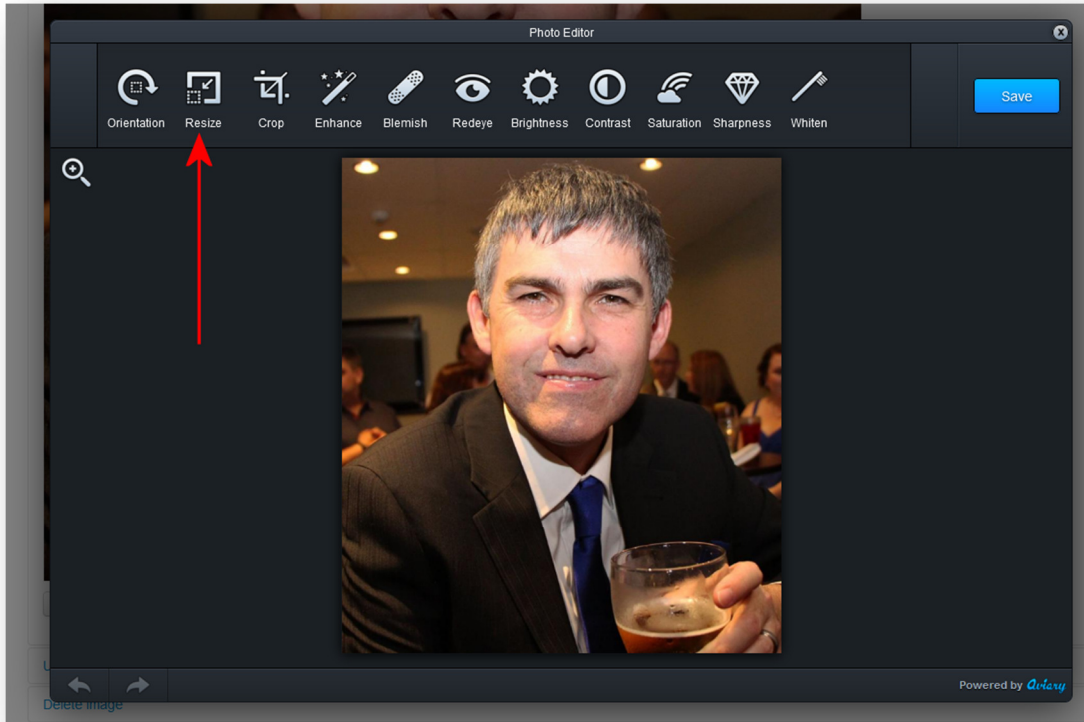 Photo Editor
Orientation Resize Crop Enhance Blemish Redeye Brightness Contrast Saturation Sharpness Whiten
Save
Powered by Aviary
Delete Image